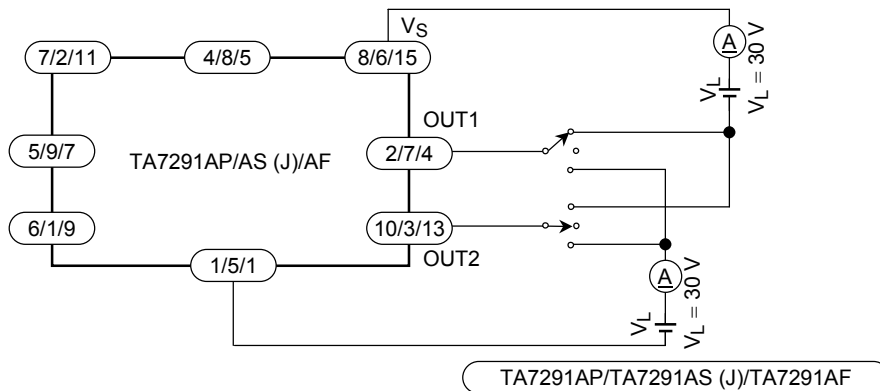 VS
7/2/11
4/8/5
8/6/15
A
VL
VL = 30 V
OUT1
5/9/7
TA7291AP/AS (J)/AF
2/7/4
6/1/9
10/3/13
OUT2
1/5/1
A
VL
VL = 30 V
TA7291AP/TA7291AS (J)/TA7291AF